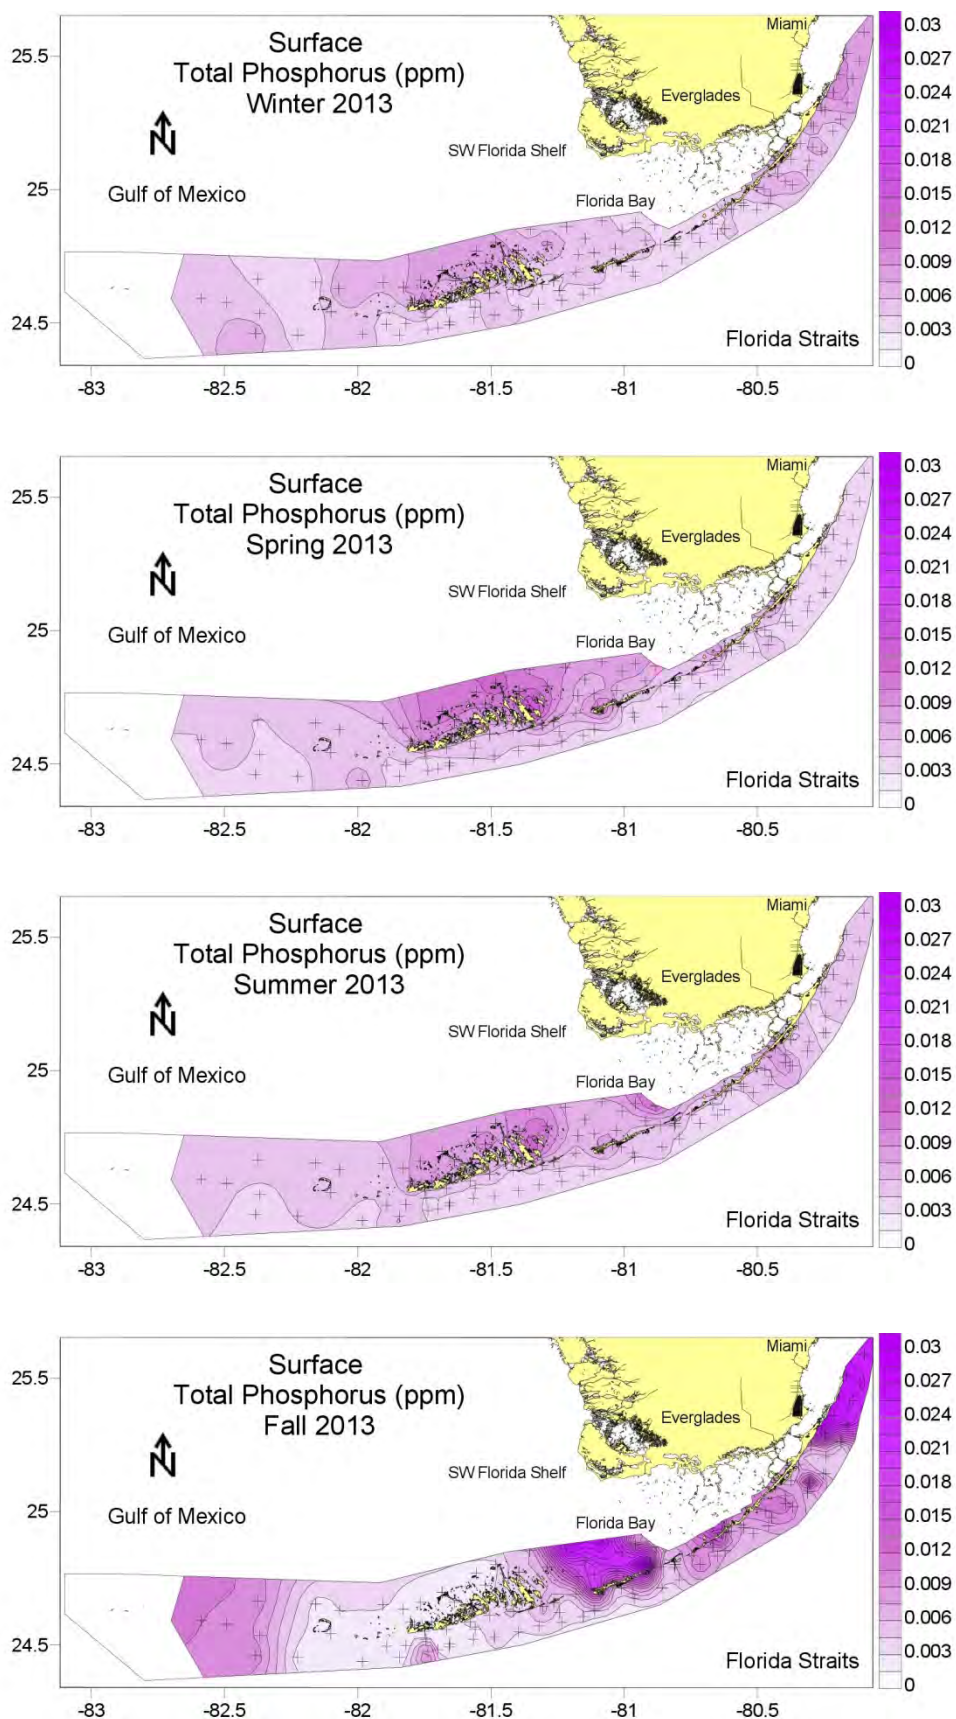 Surface
Total Phosphorus (ppm)
Winter 2013
N
Gulf of Mexico
SW Florida Shelf
Everglades
Miami
Florida Bay
Florida Straits
25.5
25
24.5
-83 -82.5 -82 -81.5 -81 -80.5
0.03
0.027
0.024
0.021
0.018
0.015
0.012
0.009
0.006
0.003
0
Surface
Total Phosphorus (ppm)
Spring 2013
N
Gulf of Mexico
SW Florida Shelf
Everglades
Miami
Florida Bay
Florida Straits
25.5
25
24.5
-83 -82.5 -82 -81.5 -81 -80.5
0.03
0.027
0.024
0.021
0.018
0.015
0.012
0.009
0.006
0.003
0
Surface
Total Phosphorus (ppm)
Summer 2013
N
Gulf of Mexico
SW Florida Shelf
Everglades
Miami
Florida Bay
Florida Straits
25.5
25
24.5
-83 -82.5 -82 -81.5 -81 -80.5
0.03
0.027
0.024
0.021
0.018
0.015
0.012
0.009
0.006
0.003
0
Surface
Total Phosphorus (ppm)
Fall 2013
N
Gulf of Mexico
SW Florida Shelf
Everglades
Miami
Florida Bay
Florida Straits
25.5
25
24.5
-83 -82.5 -82 -81.5 -81 -80.5
0.03
0.027
0.024
0.021
0.018
0.015
0.012
0.009
0.006
0.003
0